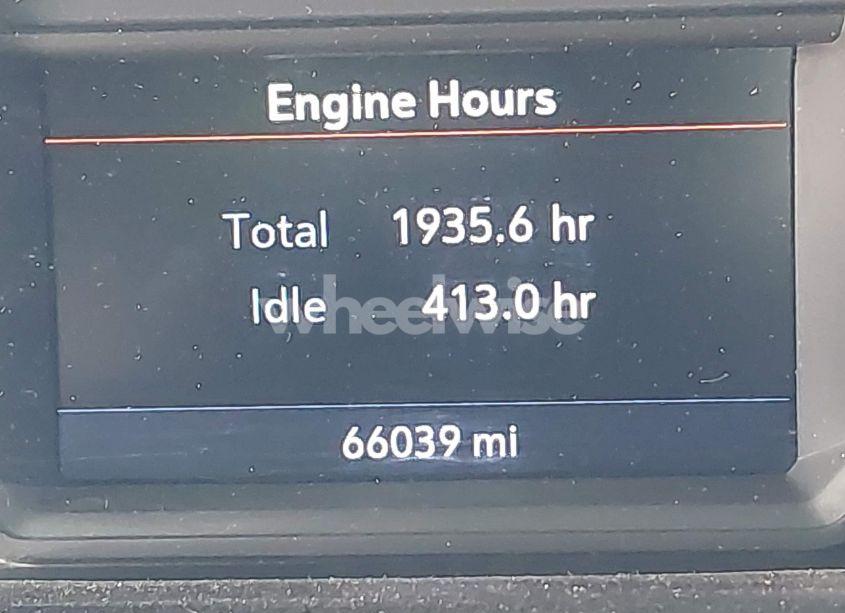 Engine Hours
Total 1935.6 hr
Idle 413.0 hr
wheelwise
66039 mi